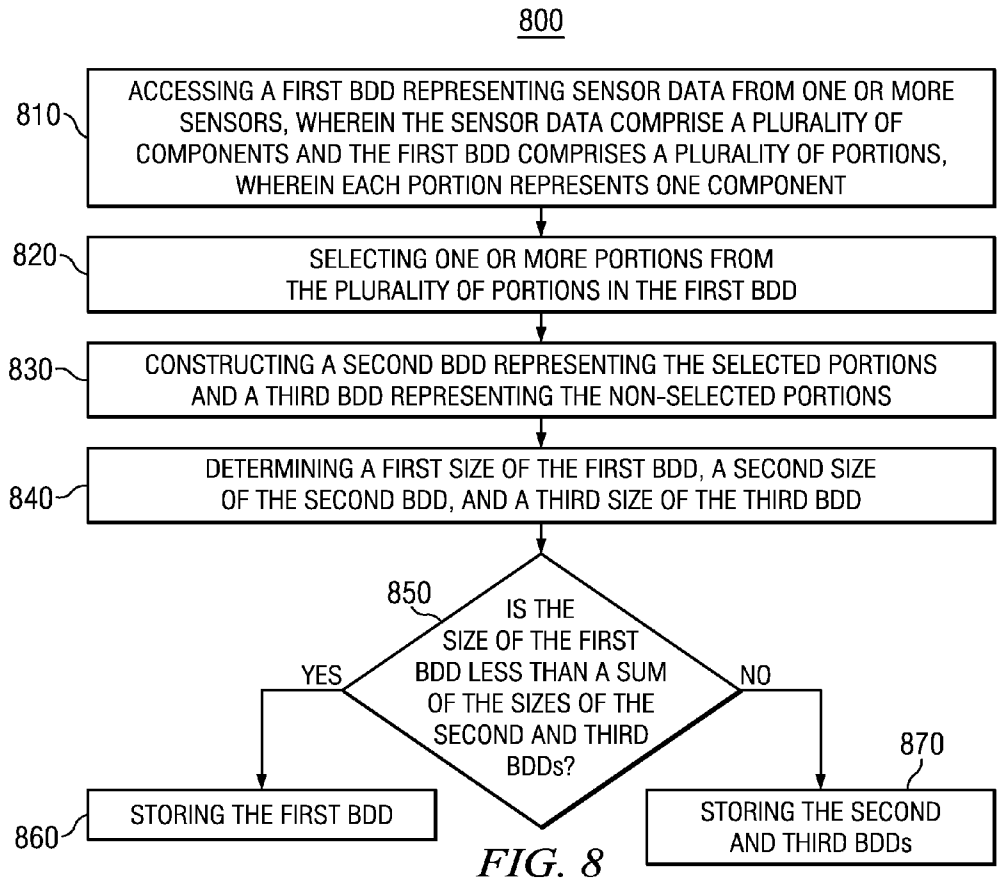 800
810
ACCESSING A FIRST BDD REPRESENTING SENSOR DATA FROM ONE OR MORE
SENSORS, WHEREIN THE SENSOR DATA COMPRISE A PLURALITY OF
COMPONENTS AND THE FIRST BDD COMPRISES A PLURALITY OF PORTIONS,
WHEREIN EACH PORTION REPRESENTS ONE COMPONENT
820
SELECTING ONE OR MORE PORTIONS FROM
THE PLURALITY OF PORTIONS IN THE FIRST BDD
830
CONSTRUCTING A SECOND BDD REPRESENTING THE SELECTED PORTIONS
AND A THIRD BDD REPRESENTING THE NON-SELECTED PORTIONS
840
DETERMINING A FIRST SIZE OF THE FIRST BDD, A SECOND SIZE
OF THE SECOND BDD, AND A THIRD SIZE OF THE THIRD BDD
850
IS THE
SIZE OF THE FIRST
BDD LESS THAN A SUM
OF THE SIZES OF THE
SECOND AND THIRD
BDDs?
YES
NO
860
STORING THE FIRST BDD
870
STORING THE SECOND
AND THIRD BDDs
FIG. 8